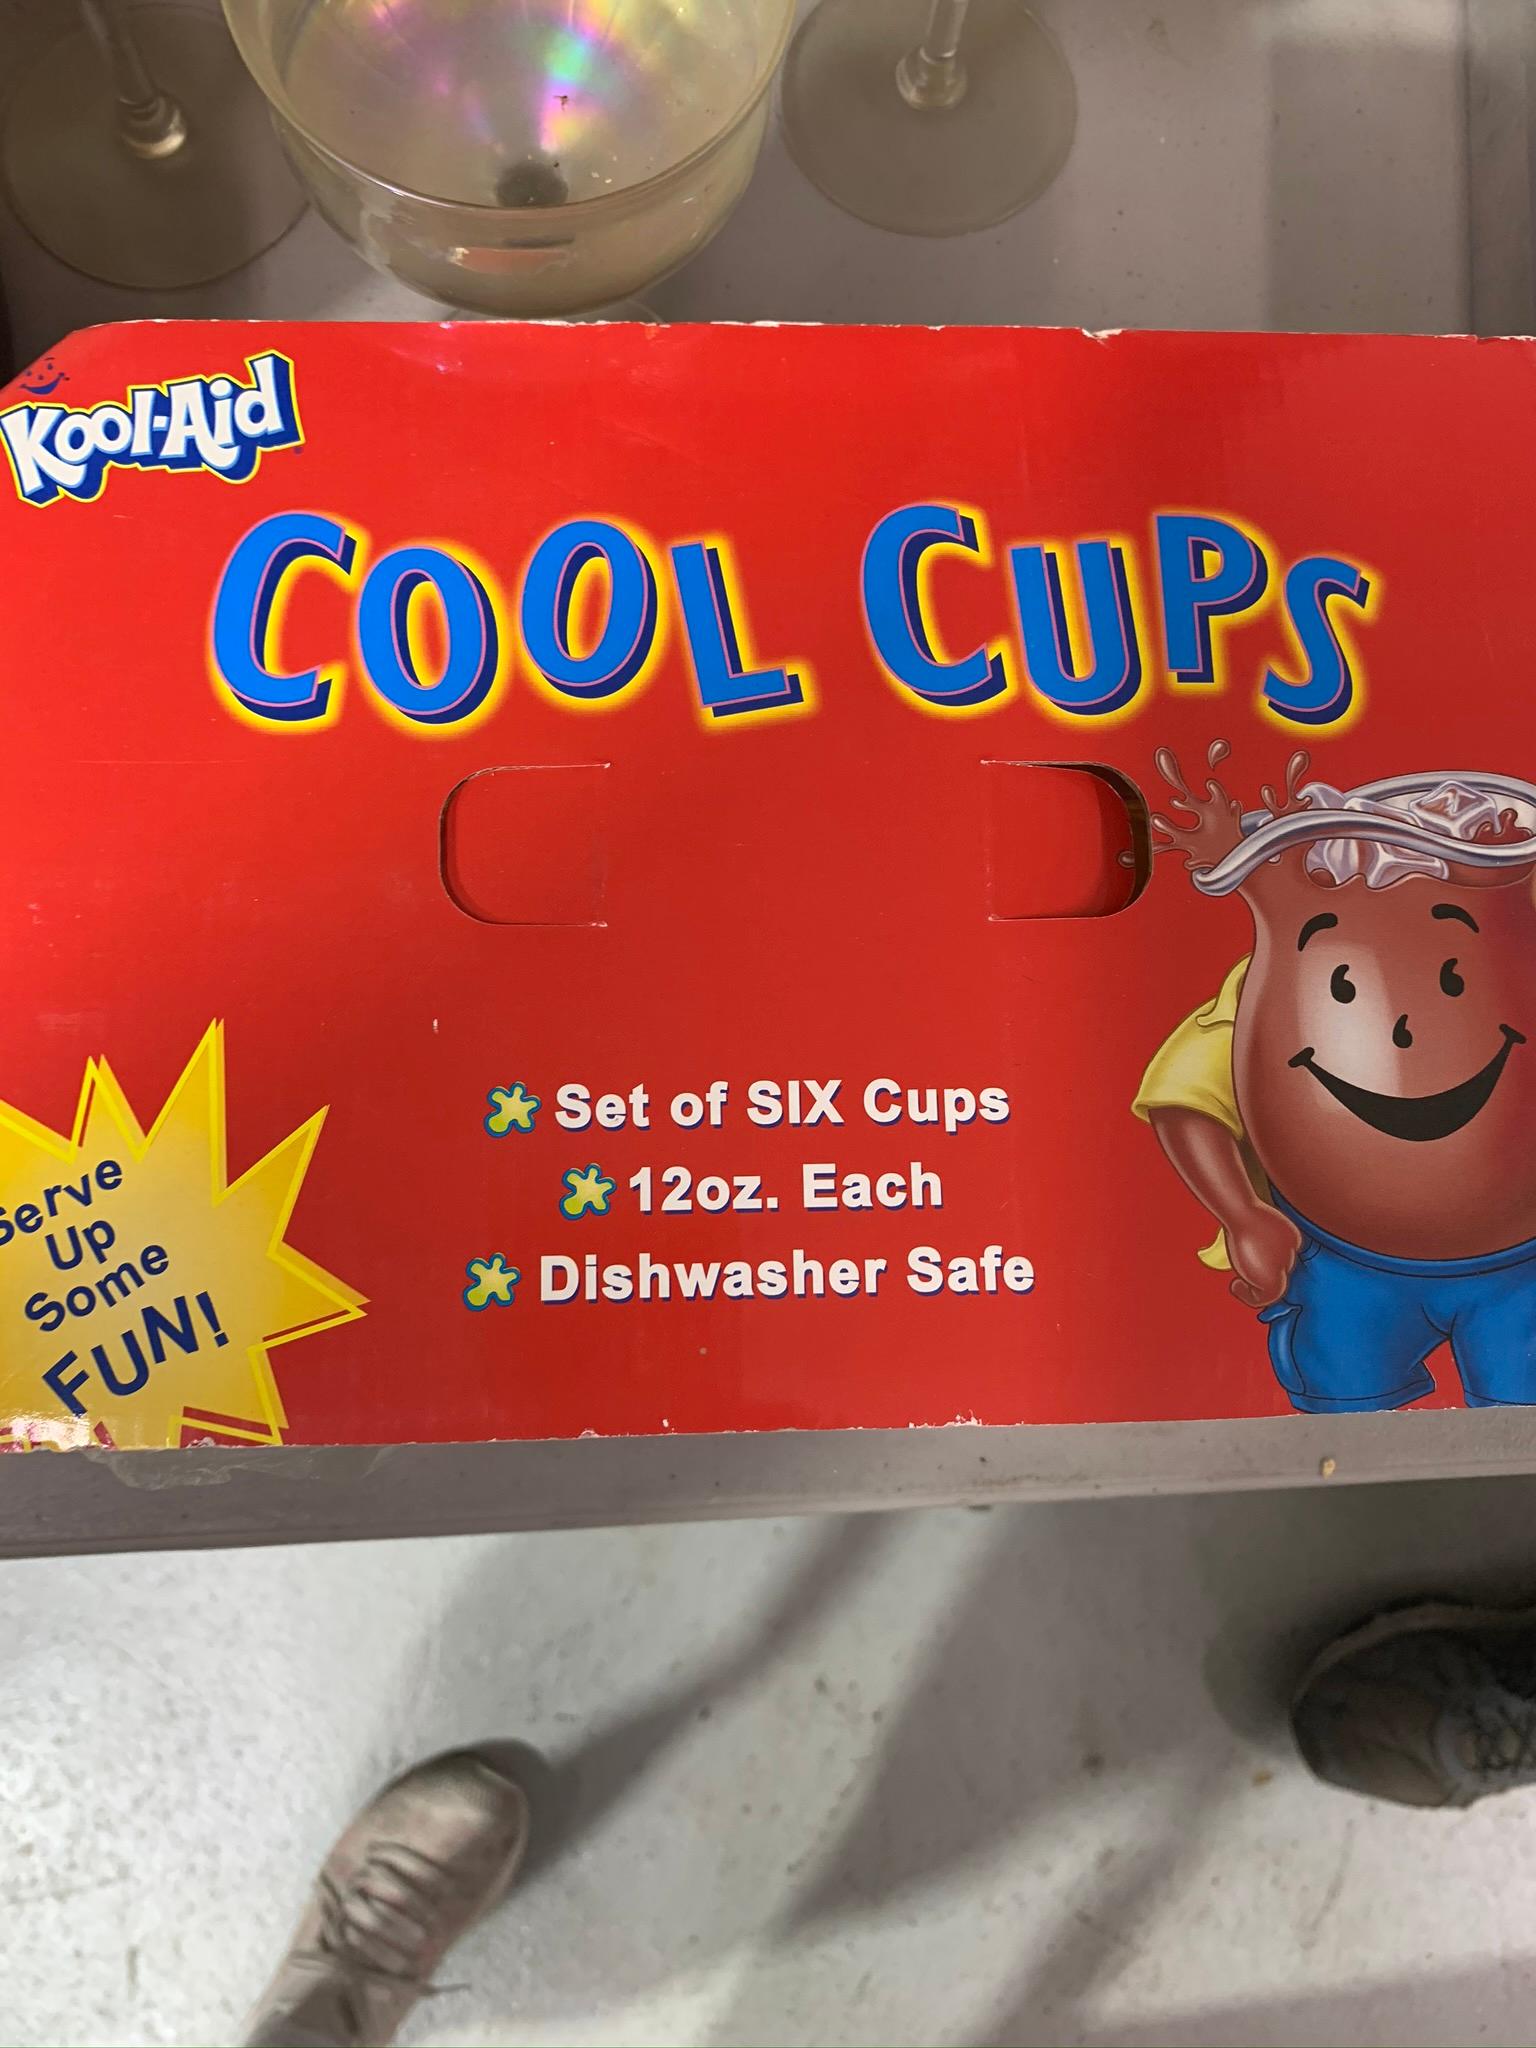 Kool-Aid
COOL CUPS
Set of SIX Cups
12oz. Each
Dishwasher Safe
Serve
Up
Some
FUN!